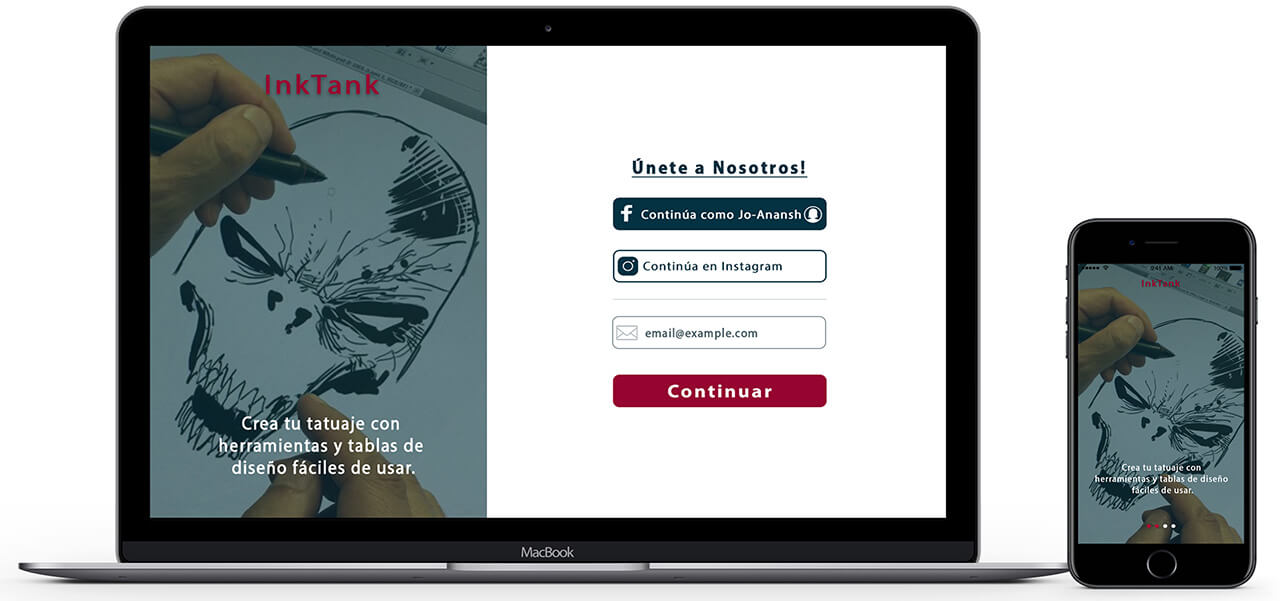 InkTank
Crea tu tatuaje con
herramientas y tablas de
diseño fáciles de usar.
Únete a Nosotros!
Continúa como Jo-Anansh
Continúa en Instagram
email@example.com
Continuar
MacBook
9:41 AM
100%
InkTank
Crea tu tatuaje con
herramientas y tablas de diseño
fáciles de usar.